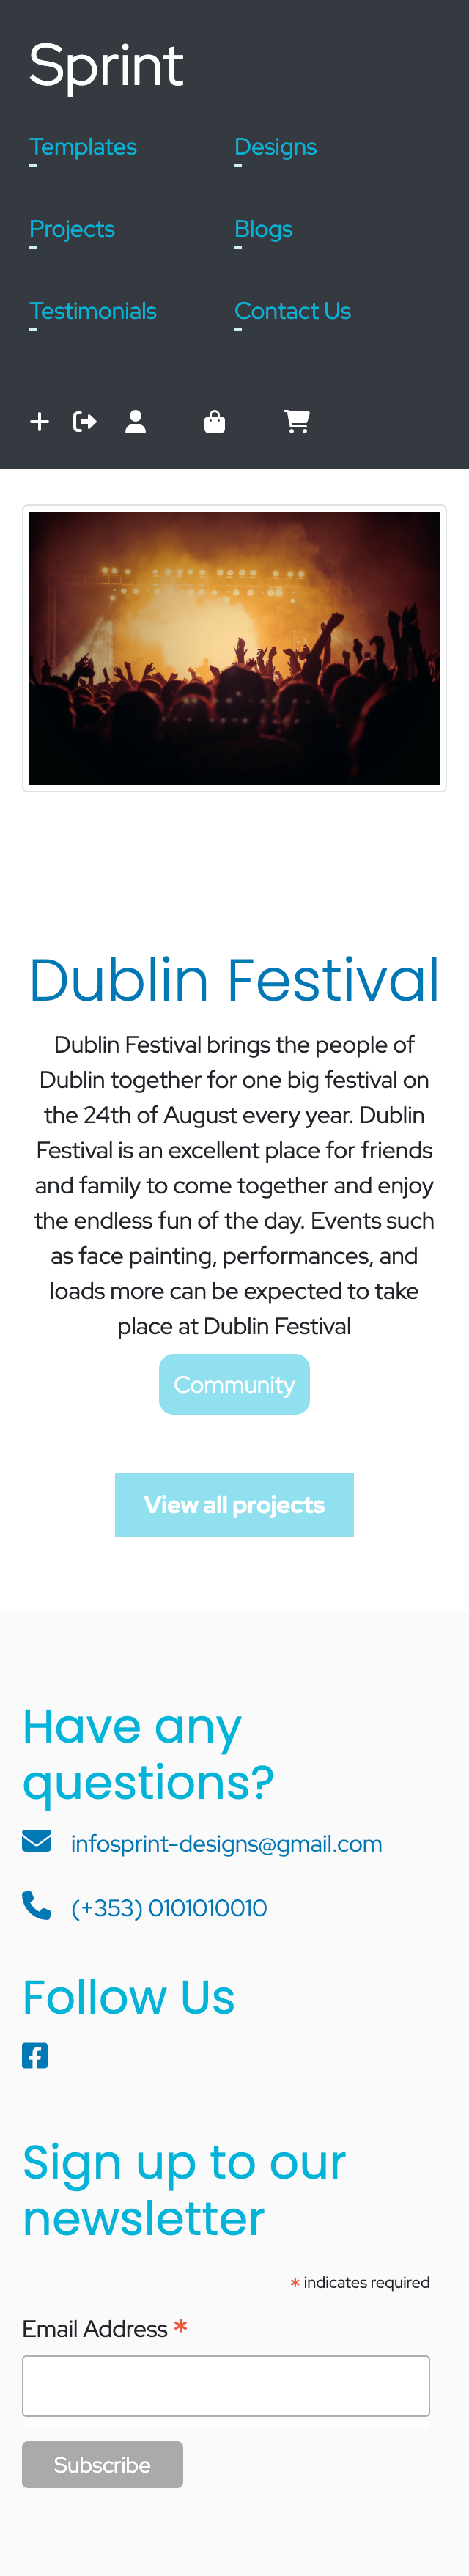 Sprint
Templates
Designs
Projects
Blogs
Testimonials
Contact Us
Dublin Festival
Dublin Festival brings the people of
Dublin together for one big festival on
the 24th of August every year. Dublin
Festival is an excellent place for friends
and family to come together and enjoy
the endless fun of the day. Events such
as face painting, performances, and
loads more can be expected to take
place at Dublin Festival
Community
View all projects
Have any
questions?
infosprint-designs@gmail.com
(+353) 0101010010
Follow Us
Sign up to our
newsletter
* indicates required
Email Address *
Subscribe